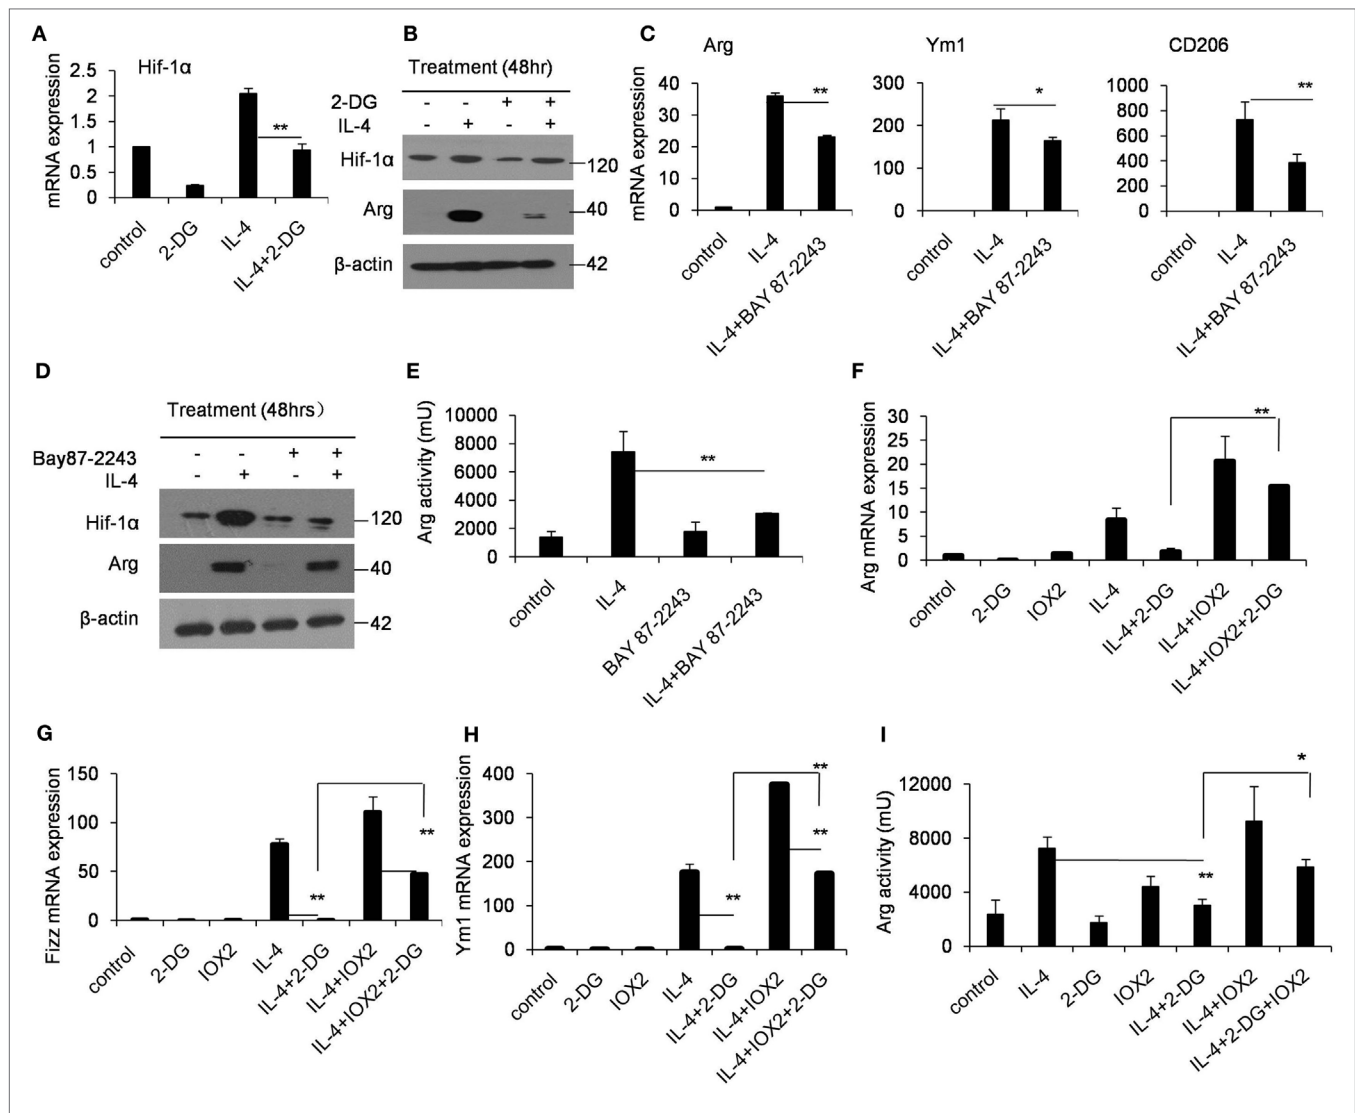 A
Hif-1α
mRNA expression
2.5
2
1.5
1
0.5
0
**
control
2-DG
IL-4
IL-4+2-DG
B
Treatment (48hr)
2-DG - - + +
IL-4 - + - +
Hif-1α 120
Arg 40
β-actin 42
C
Arg
mRNA expression
40
30
20
10
0
**
control
IL-4
IL-4+BAY 87-2243
Ym1
300
200
100
0
*
control
IL-4
IL-4+BAY 87-2243
CD206
1000
800
600
400
200
0
**
control
IL-4
IL-4+BAY 87-2243
D
Treatment (48hrs）
Bay87-2243 - - + +
IL-4 - + - +
Hif-1α 120
Arg 40
β-actin 42
E
Arg activity (mU)
10000
8000
6000
4000
2000
0
**
control
IL-4
BAY 87-2243
IL-4+BAY 87-2243
F
Arg mRNA expression
30
25
20
15
10
5
0
**
control
2-DG
IOX2
IL-4
IL-4+2-DG
IL-4+IOX2
IL-4+IOX2+2-DG
G
Fizz mRNA expression
150
100
50
0
**
**
control
2-DG
IOX2
IL-4
IL-4+2-DG
IL-4+IOX2
IL-4+IOX2+2-DG
H
Ym1 mRNA expression
400
300
200
100
0
**
**
**
control
2-DG
IOX2
IL-4
IL-4+2-DG
IL-4+IOX2
IL-4+IOX2+2-DG
I
Arg activity (mU)
12000
8000
4000
0
*
**
control
IL-4
2-DG
IOX2
IL-4+2-DG
IL-4+IOX2
IL-4+2-DG+IOX2